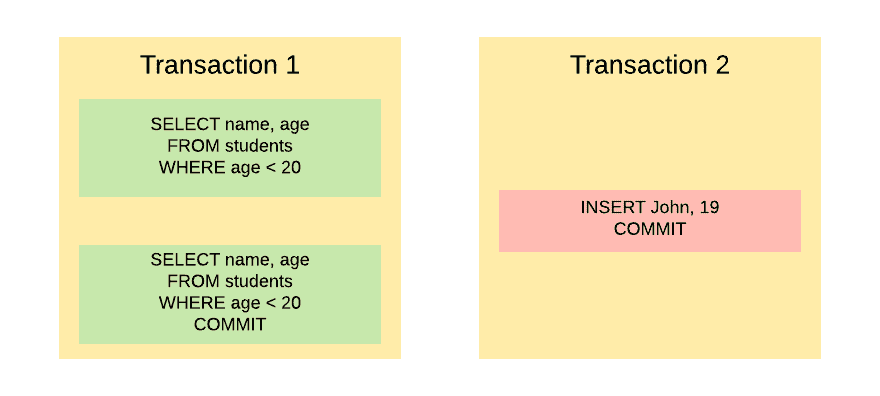 Transaction 1
SELECT name, age
FROM students
WHERE age < 20
SELECT name, age
FROM students
WHERE age < 20
COMMIT
Transaction 2
INSERT John, 19
COMMIT